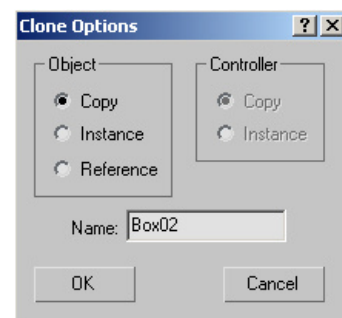 Clone Options
Object
Copy
Instance
Reference
Controller
Copy
Instance
Name: Box02
OK Cancel